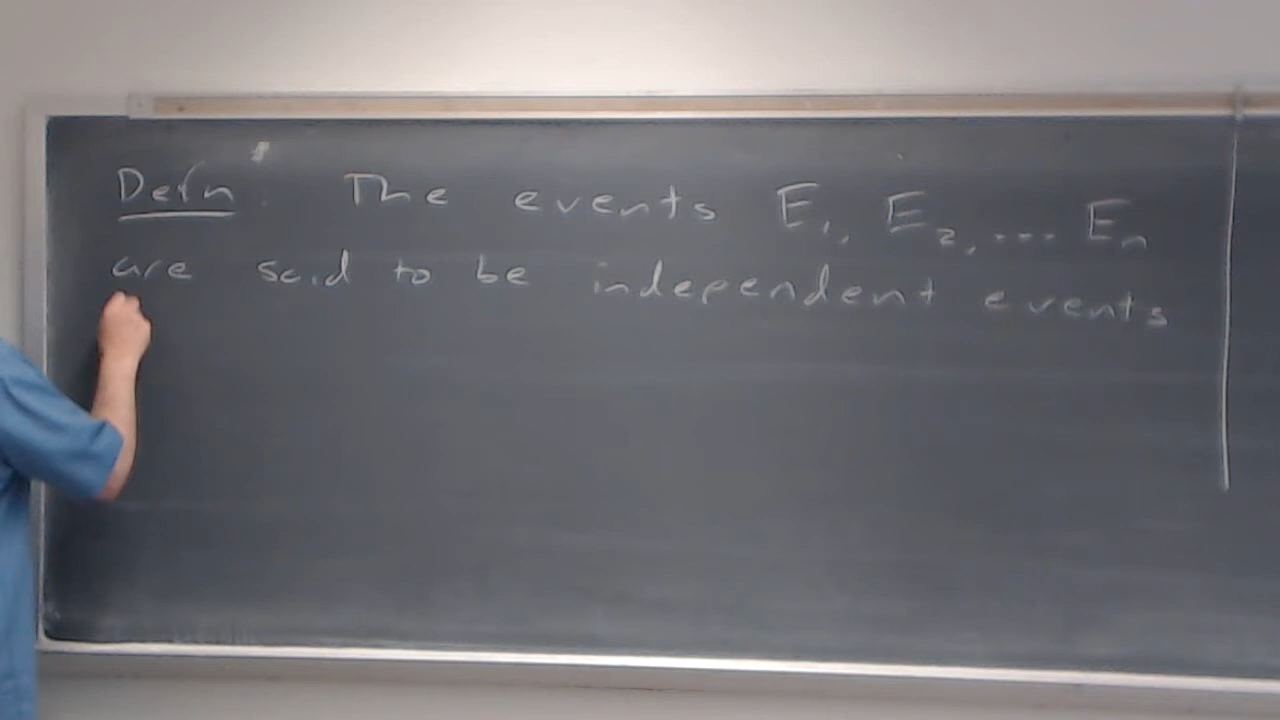 Defn: The events E₁, E₂, ... Eₙ
are said to be independent events